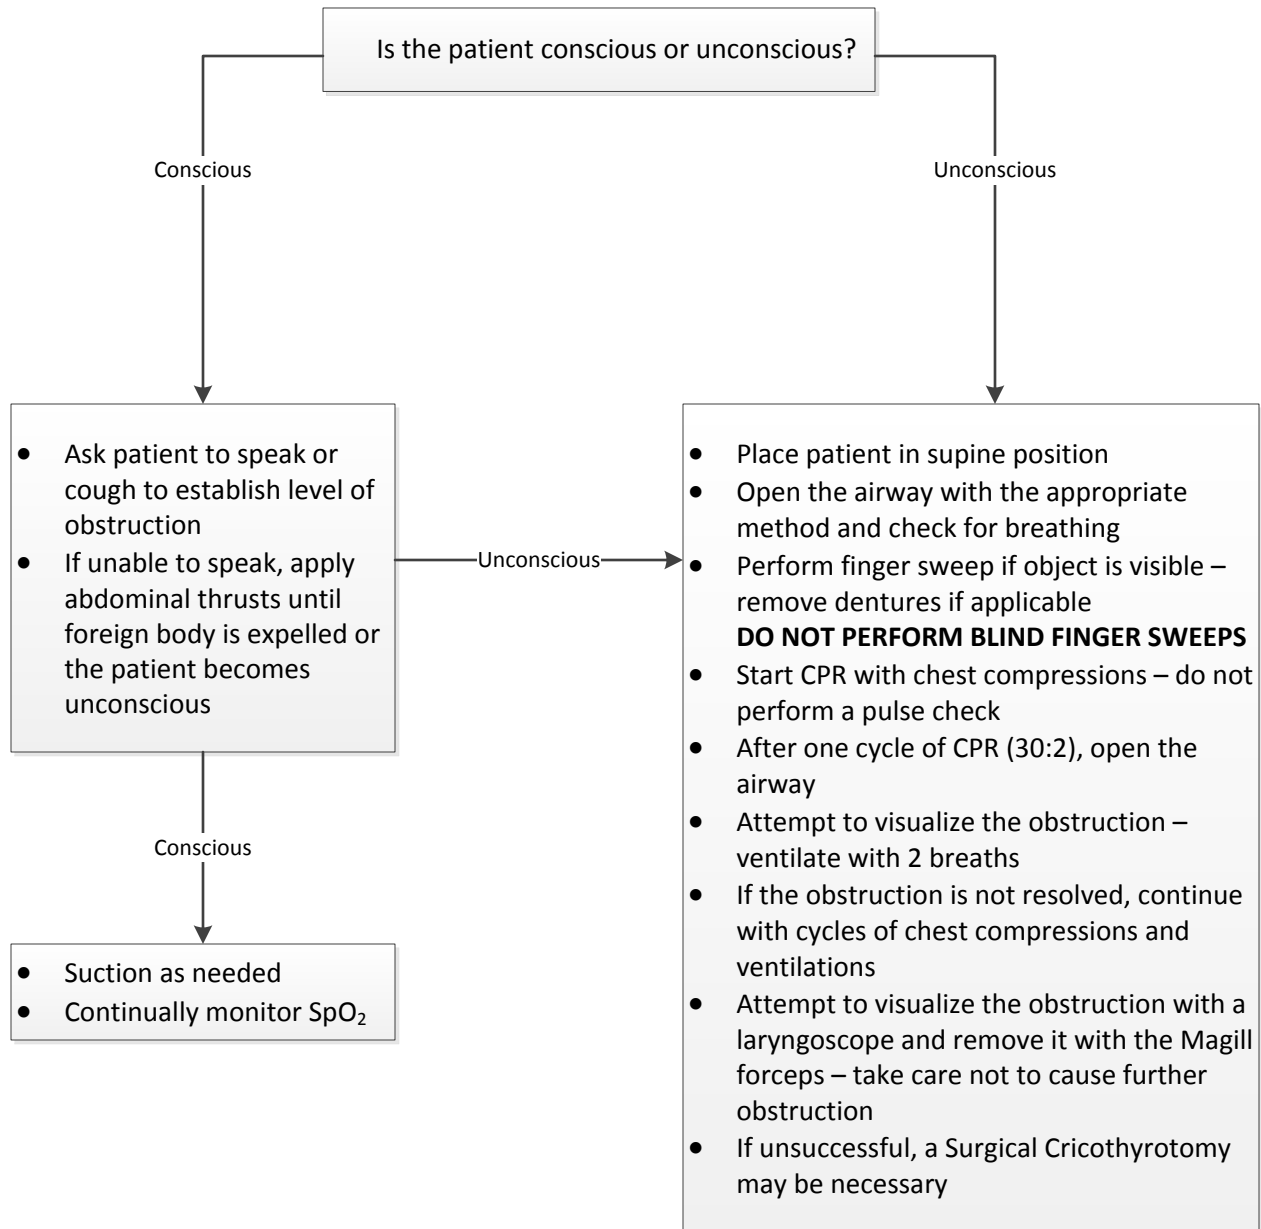 Is the patient conscious or unconscious?
Conscious
Unconscious
• Ask patient to speak or
cough to establish level of
obstruction
• If unable to speak, apply
abdominal thrusts until
foreign body is expelled or
the patient becomes
unconscious
Unconscious
• Place patient in supine position
• Open the airway with the appropriate
method and check for breathing
• Perform finger sweep if object is visible –
remove dentures if applicable
DO NOT PERFORM BLIND FINGER SWEEPS
• Start CPR with chest compressions – do not
perform a pulse check
• After one cycle of CPR (30:2), open the
airway
• Attempt to visualize the obstruction –
ventilate with 2 breaths
• If the obstruction is not resolved, continue
with cycles of chest compressions and
ventilations
• Attempt to visualize the obstruction with a
laryngoscope and remove it with the Magill
forceps – take care not to cause further
obstruction
• If unsuccessful, a Surgical Cricothyrotomy
may be necessary
Conscious
• Suction as needed
• Continually monitor SpO₂